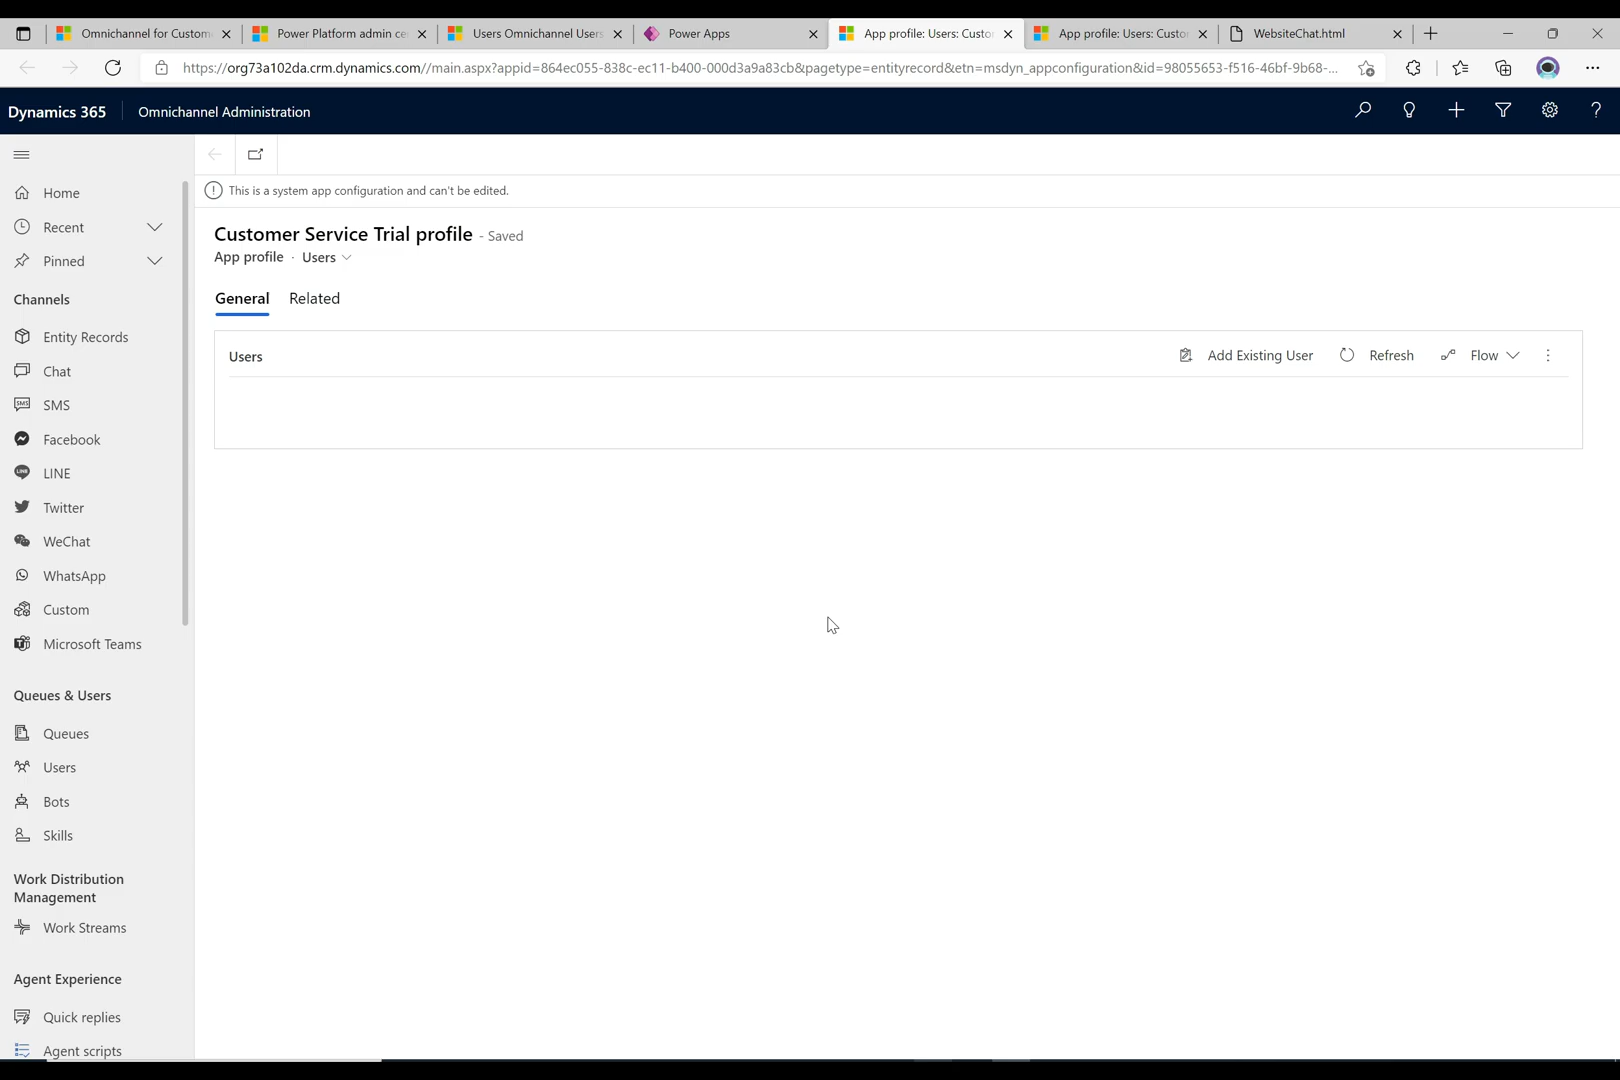 Omnichannel for Custom
Power Platform admin ce
Users Omnichannel Users
Power Apps
App profile: Users: Custo
App profile: Users: Custo
WebsiteChat.html
https://org73a102da.crm.dynamics.com//main.aspx?appid=864ec055-838c-ec11-b400-000d3a9a83cb&pagetype=entityrecord&etn=msdyn_appconfiguration&id=98055653-f516-46bf-9b68-...
Dynamics 365
Omnichannel Administration
This is a system app configuration and can't be edited.
Home
Recent
Pinned
Customer Service Trial profile - Saved
App profile · Users
General
Related
Users
Add Existing User
Refresh
Flow
Channels
Entity Records
Chat
SMS
SMS
Facebook
LINE
LINE
Twitter
WeChat
WhatsApp
Custom
Microsoft Teams
Queues & Users
Queues
Users
Bots
Skills
Work Distribution
Management
Work Streams
Agent Experience
Quick replies
Agent scripts